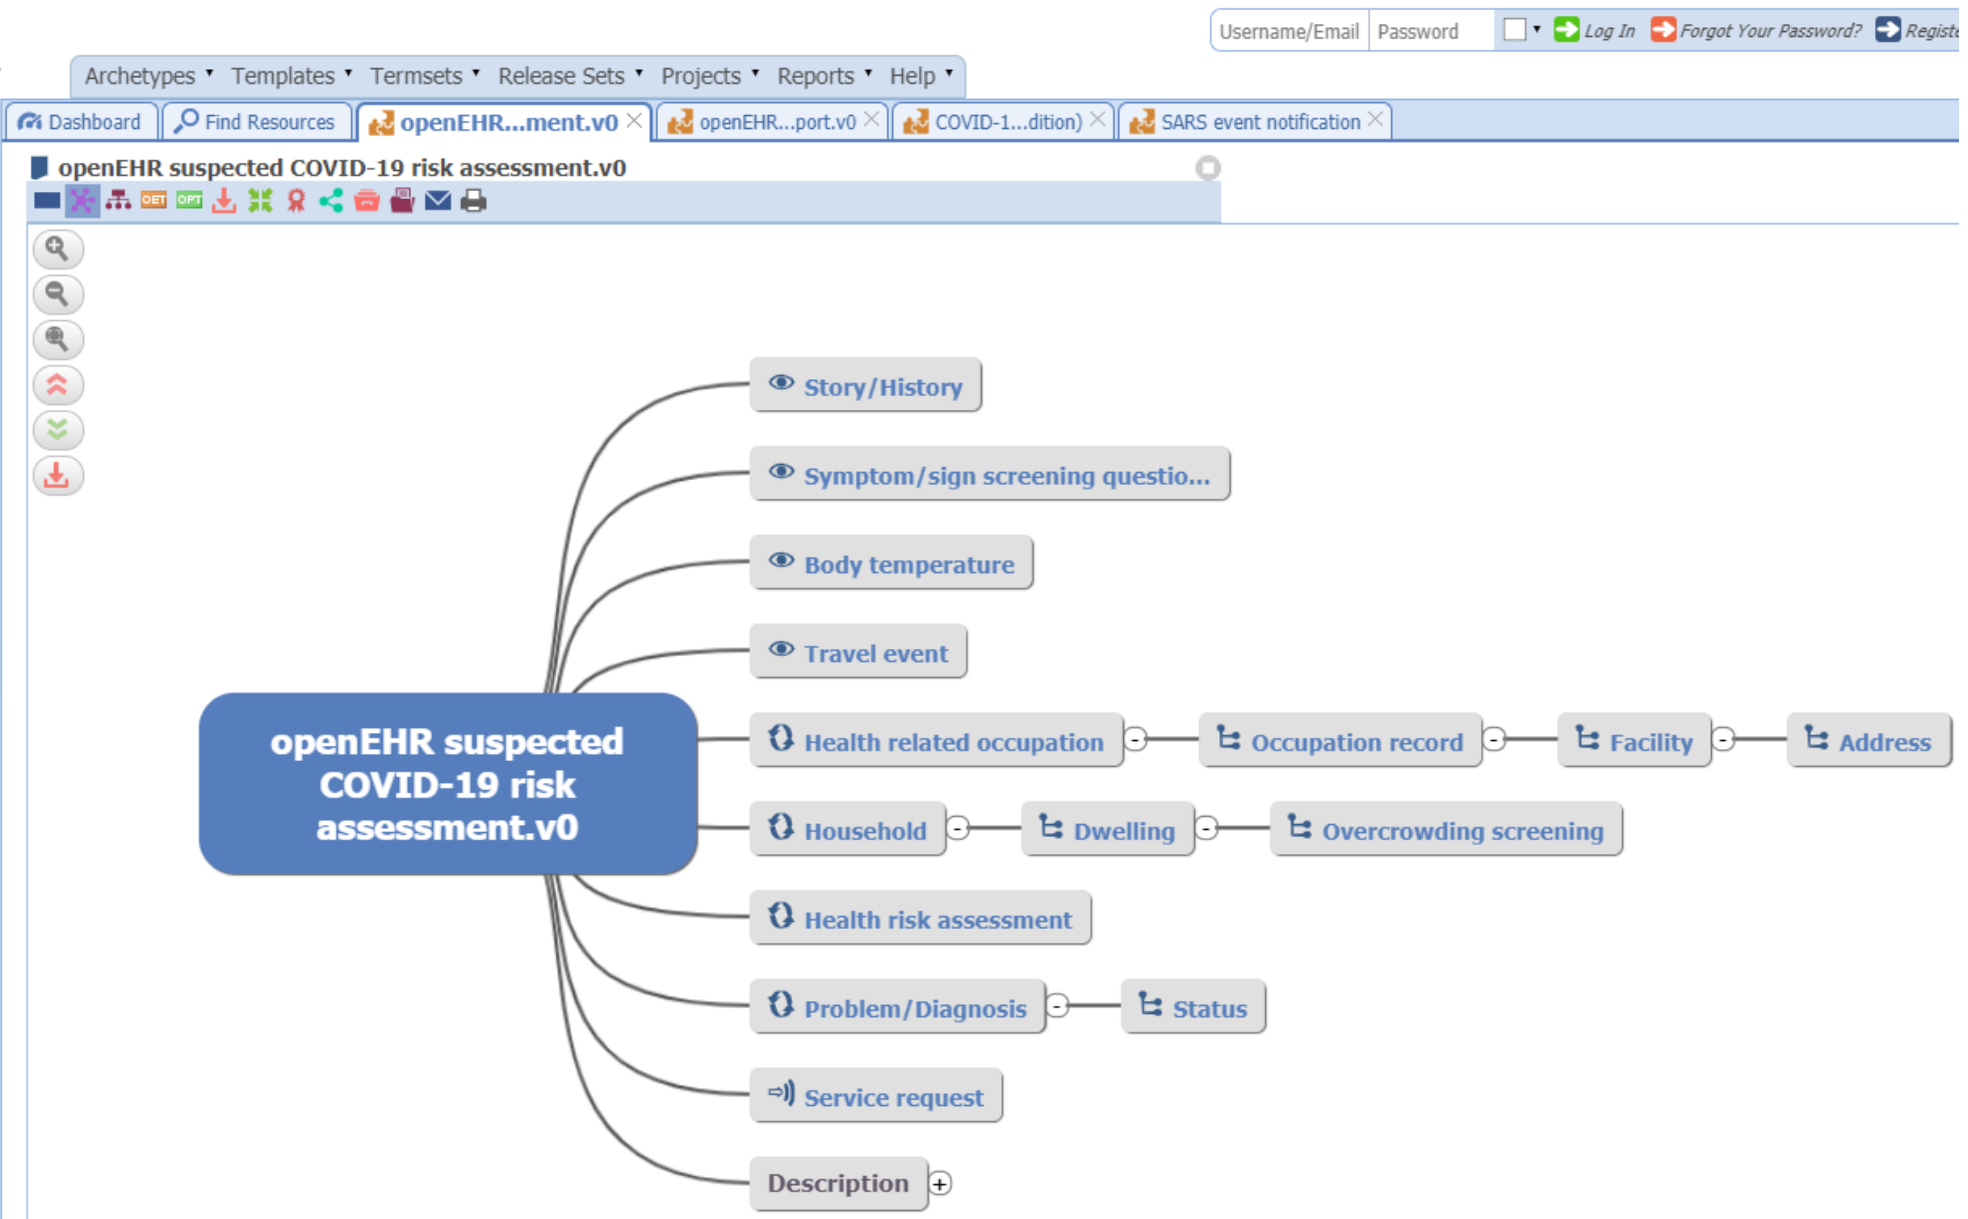 Username/Email Password Log In Forgot Your Password?
Archetypes Templates Termsets Release Sets Projects Reports Help
Dashboard Find Resources openEHR...ment.v0 openEHR...port.v0 COVID-1...dition) SARS event notification
openEHR suspected COVID-19 risk assessment.v0
OET OPT
Story/History
Symptom/sign screening questio...
Body temperature
Travel event
openEHR suspected
COVID-19 risk
assessment.v0
Health related occupation - Occupation record - Facility - Address
Household - Dwelling - Overcrowding screening
Health risk assessment
Problem/Diagnosis - Status
Service request
Description +